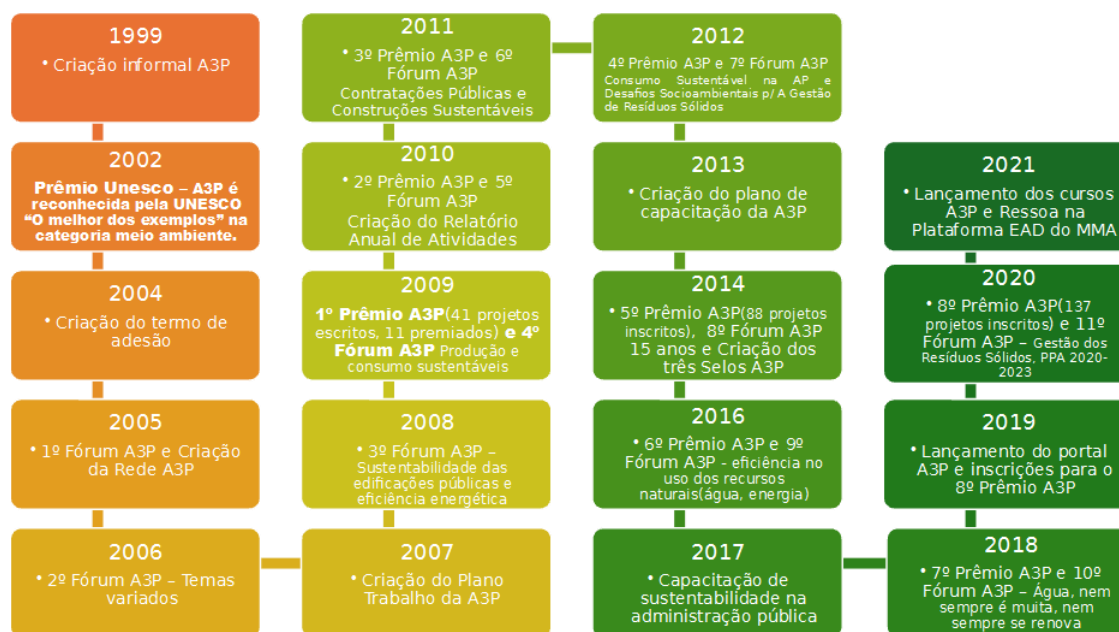 1999
• Criação informal A3P
2002
Prêmio Unesco – A3P é
reconhecida pela UNESCO
“O melhor dos exemplos” na
categoria meio ambiente.
2004
• Criação do termo de
adesão
2005
• 1º Fórum A3P e Criação
da Rede A3P
2006
• 2º Fórum A3P – Temas
variados
2007
• Criação do Plano
Trabalho da A3P
2008
• 3º Fórum A3P –
Sustentabilidade das
edificações públicas e
eficiência energética
2009
1º Prêmio A3P(41 projetos
escritos, 11 premiados) e 4º
Fórum A3P Produção e
consumo sustentáveis
2010
• 2º Prêmio A3P e 5º
Fórum A3P
Criação do Relatório
Anual de Atividades
2011
• 3º Prêmio A3P e 6º
Fórum A3P
Contratações Públicas e
Construções Sustentáveis
2012
4º Prêmio A3P e 7º Fórum A3P
Consumo Sustentável na AP e
Desafios Socioambientais p/ A Gestão
de Resíduos Sólidos
2013
• Criação do plano de
capacitação da A3P
2014
• 5º Prêmio A3P(88 projetos
inscritos), 8º Fórum A3P
15 anos e Criação dos
três Selos A3P
2016
• 6º Prêmio A3P e 9º
Fórum A3P - eficiência no
uso dos recursos
naturais(água, energia)
2017
• Capacitação de
sustentabilidade na
administração pública
2018
• 7º Prêmio A3P e 10º
Fórum A3P – Água, nem
sempre é muita, nem
sempre se renova
2019
• Lançamento do portal
A3P e inscrições para o
8º Prêmio A3P
2020
• 8º Prêmio A3P(137
projetos inscritos) e 11º
Fórum A3P – Gestão dos
Resíduos Sólidos, PPA 2020-
2023
2021
• Lançamento dos cursos
A3P e Ressoa na
Plataforma EAD do MMA